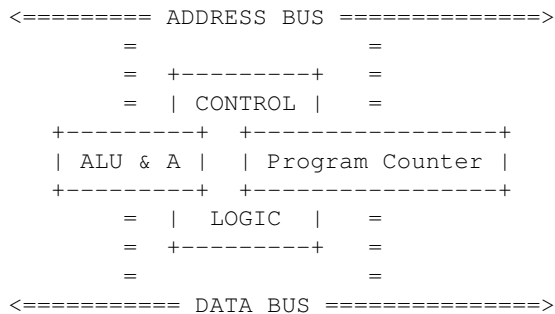 <========= ADDRESS BUS ==============>
= =
= +---------+ =
= | CONTROL | =
+---------+ +-----------------+
| ALU & A | | Program Counter |
+---------+ +-----------------+
= | LOGIC | =
= +---------+ =
= =
<=========== DATA BUS ===============>